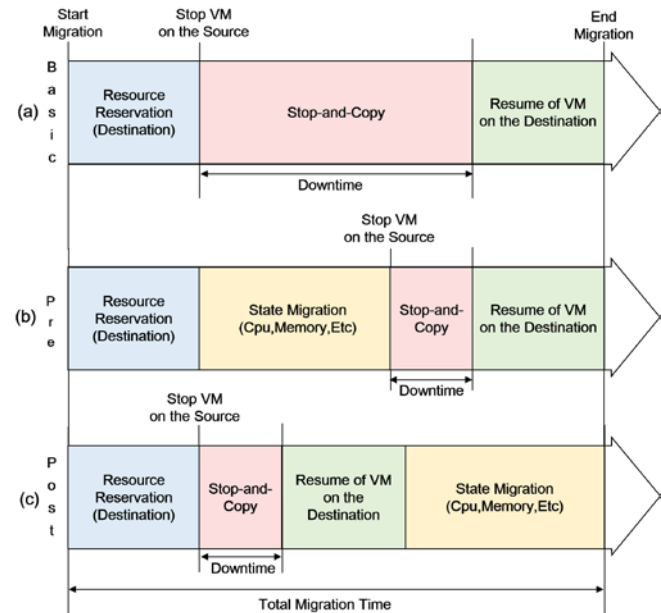 Start
Migration
Stop VM
on the Source
End
Migration
(a)
B
a
s
i
c
Resource
Reservation
(Destination)
Stop-and-Copy
Resume of VM
on the Destination
Downtime
Stop VM
on the Source
(b)
P
r
e
Resource
Reservation
(Destination)
State Migration
(Cpu,Memory,Etc)
Stop-and-
Copy
Resume of VM
on the Destination
Downtime
Stop VM
on the Source
(c)
P
o
s
t
Resource
Reservation
(Destination)
Stop-and-
Copy
Resume of VM
on the
Destination
State Migration
(Cpu,Memory,Etc)
Downtime
Total Migration Time